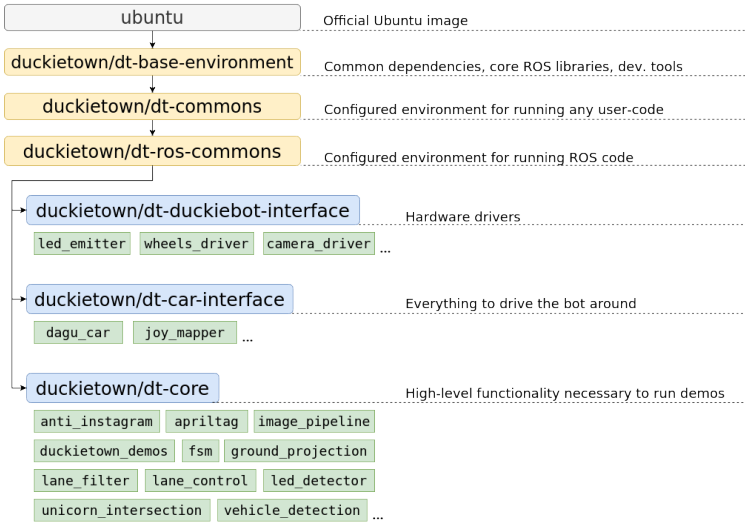 ubuntu Official Ubuntu image
duckietown/dt-base-environment Common dependencies, core ROS libraries, dev. tools
duckietown/dt-commons Configured environment for running any user-code
duckietown/dt-ros-commons Configured environment for running ROS code
duckietown/dt-duckiebot-interface Hardware drivers
led_emitter wheels_driver camera_driver ...
duckietown/dt-car-interface Everything to drive the bot around
dagu_car joy_mapper ...
duckietown/dt-core High-level functionality necessary to run demos
anti_instagram apriltag image_pipeline
duckietown_demos fsm ground_projection
lane_filter lane_control led_detector
unicorn_intersection vehicle_detection ...